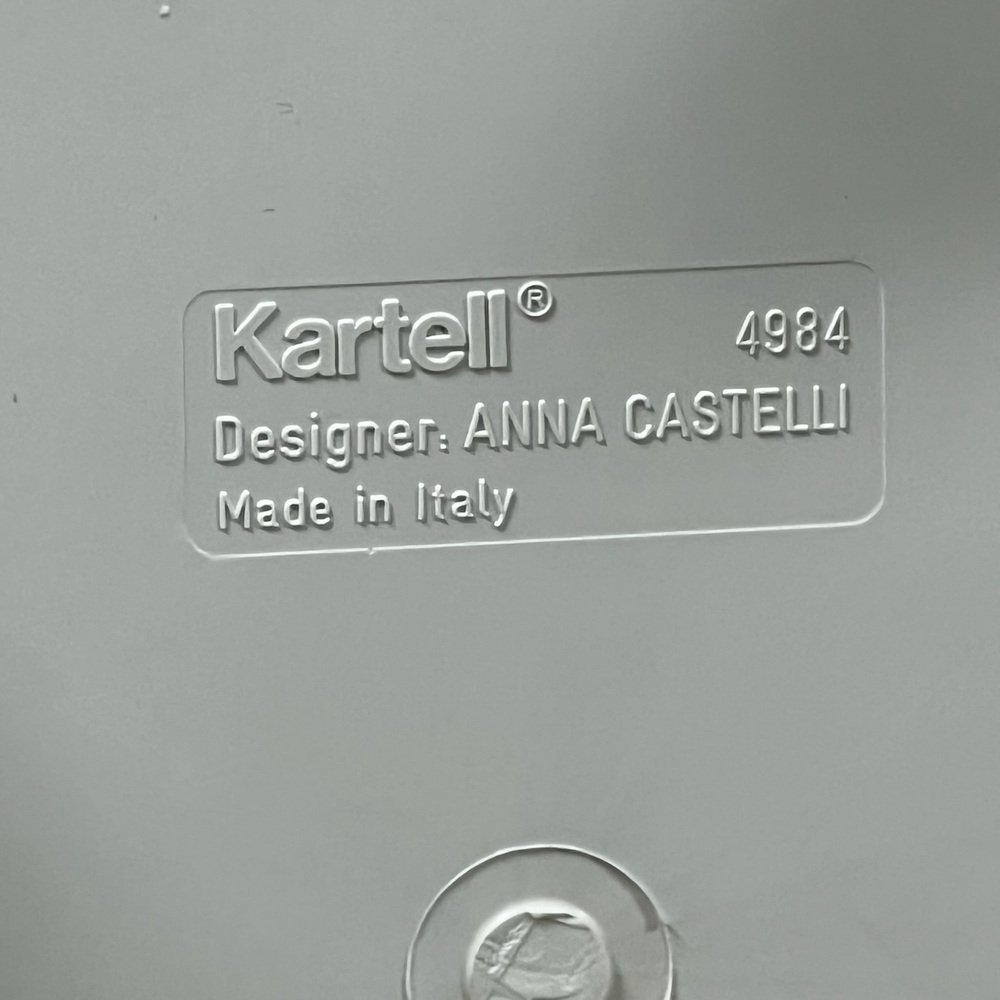 Kartell® 4984
Designer: ANNA CASTELLI
Made in Italy